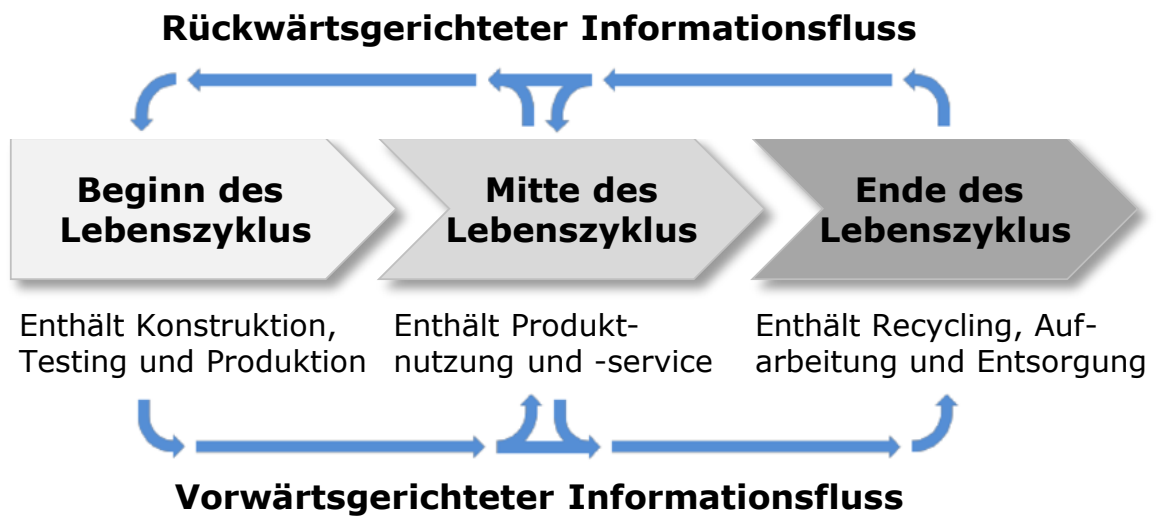 Rückwärtsgerichteter Informationsfluss
Beginn des
Lebenszyklus
Mitte des
Lebenszyklus
Ende des
Lebenszyklus
Enthält Konstruktion,
Testing und Produktion
Enthält Produkt-
nutzung und -service
Enthält Recycling, Auf-
arbeitung und Entsorgung
Vorwärtsgerichteter Informationsfluss